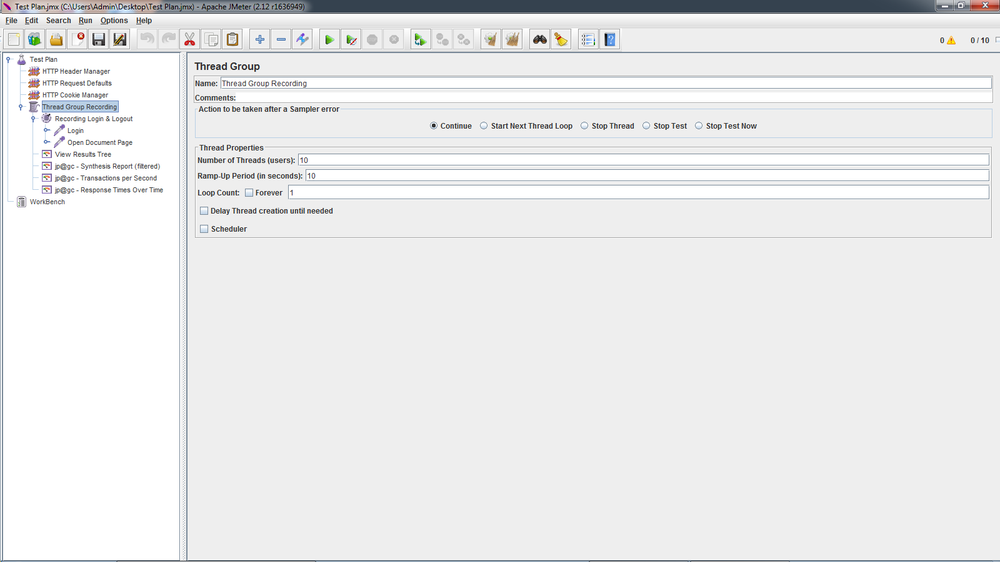 Test Plan.jmx (C:\Users\Admin\Desktop\Test Plan.jmx) - Apache JMeter (2.12 r1636949)
File Edit Search Run Options Help
0 0 / 10
Test Plan
HTTP Header Manager
HTTP Request Defaults
HTTP Cookie Manager
Thread Group Recording
Recording Login & Logout
Login
Open Document Page
View Results Tree
jp@gc - Synthesis Report (filtered)
jp@gc - Transactions per Second
jp@gc - Response Times Over Time
WorkBench
Thread Group
Name: Thread Group Recording
Comments:
Action to be taken after a Sampler error
Continue Start Next Thread Loop Stop Thread Stop Test Stop Test Now
Thread Properties
Number of Threads (users): 10
Ramp-Up Period (in seconds): 10
Loop Count: Forever 1
Delay Thread creation until needed
Scheduler